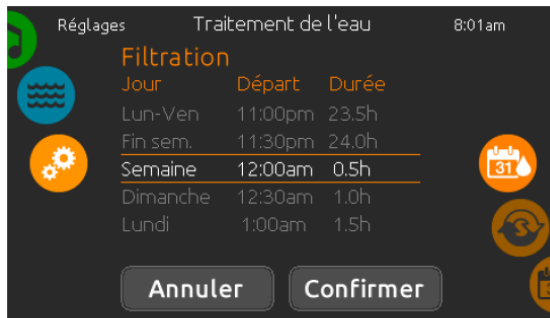 Réglages Traitement de l'eau 8:01am
Filtration
Jour Départ Durée
Lun-Ven 11:00pm 23.5h
Fin sem. 11:30pm 24.0h
Semaine 12:00am 0.5h
Dimanche 12:30am 1.0h
Lundi 1:00am 1.5h
31
Annuler Confirmer